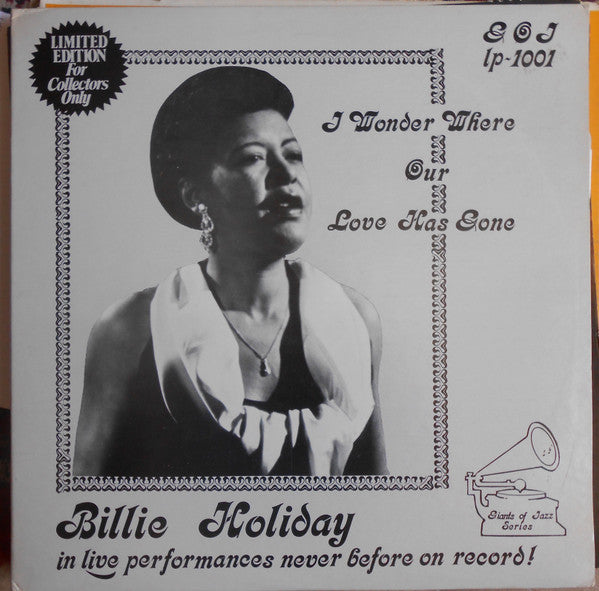 LIMITED
EDITION
For
Collectors
Only
G O J
lp-1001
I Wonder Where
Our
Love Has Gone
Giants of Jazz
Series
Billie Holiday
in live performances never before on record!